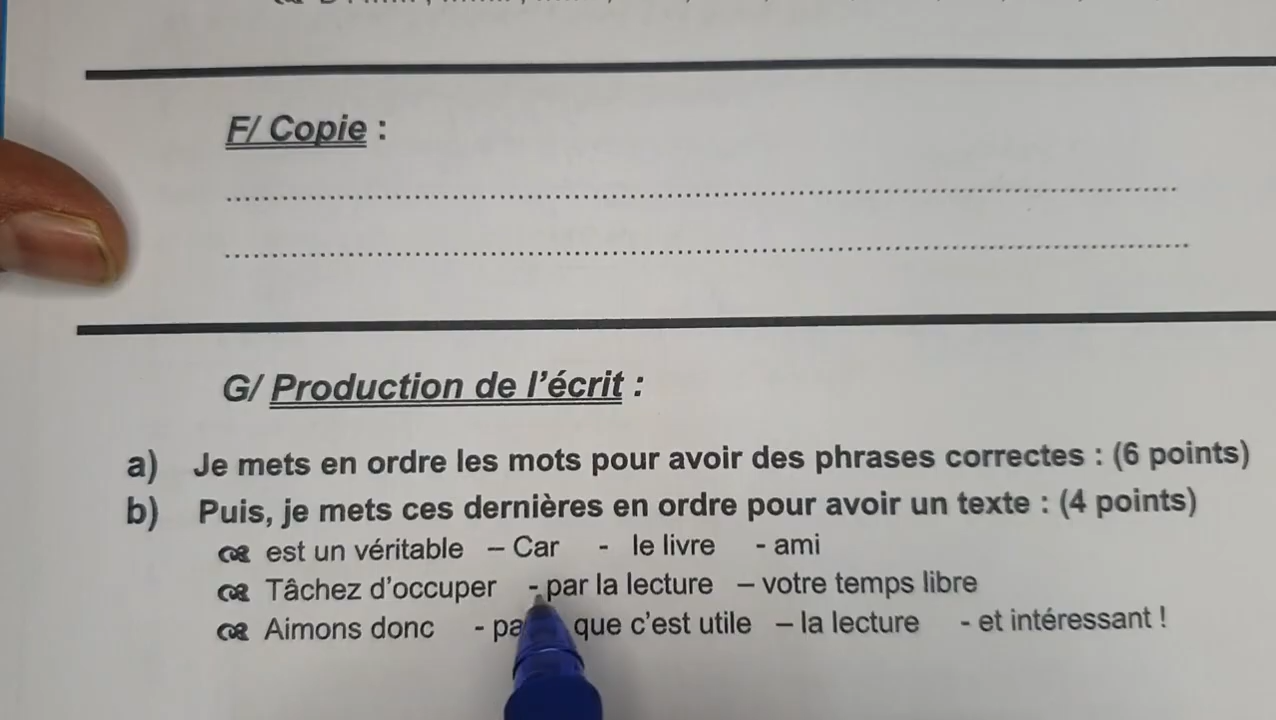 F/ Copie :
G/ Production de l'écrit :
a) Je mets en ordre les mots pour avoir des phrases correctes : (6 points)
b) Puis, je mets ces dernières en ordre pour avoir un texte : (4 points)
est un véritable – Car - le livre - ami
Tâchez d'occuper - par la lecture – votre temps libre
Aimons donc - que c'est utile – la lecture - et intéressant !